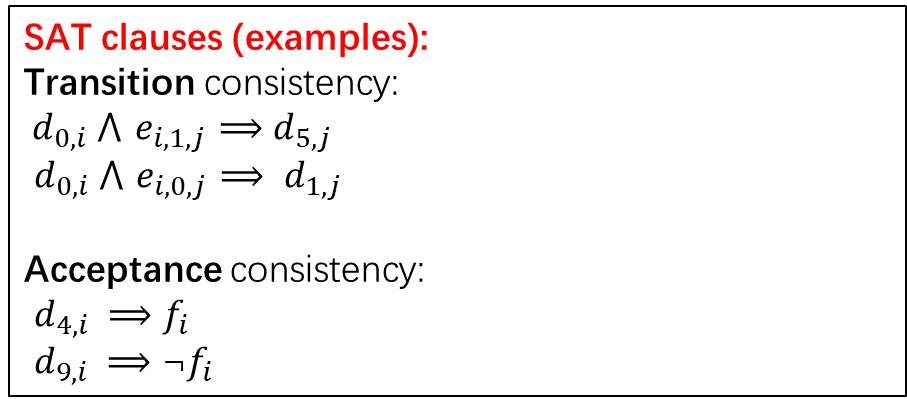 SAT clauses (examples):
Transition consistency:
d₀,ᵢ ∧ eᵢ,₁,ⱼ ⟹ d₅,ⱼ
d₀,ᵢ ∧ eᵢ,₀,ⱼ ⟹ d₁,ⱼ
Acceptance consistency:
d₄,ᵢ ⟹ fᵢ
d₉,ᵢ ⟹ ¬fᵢ